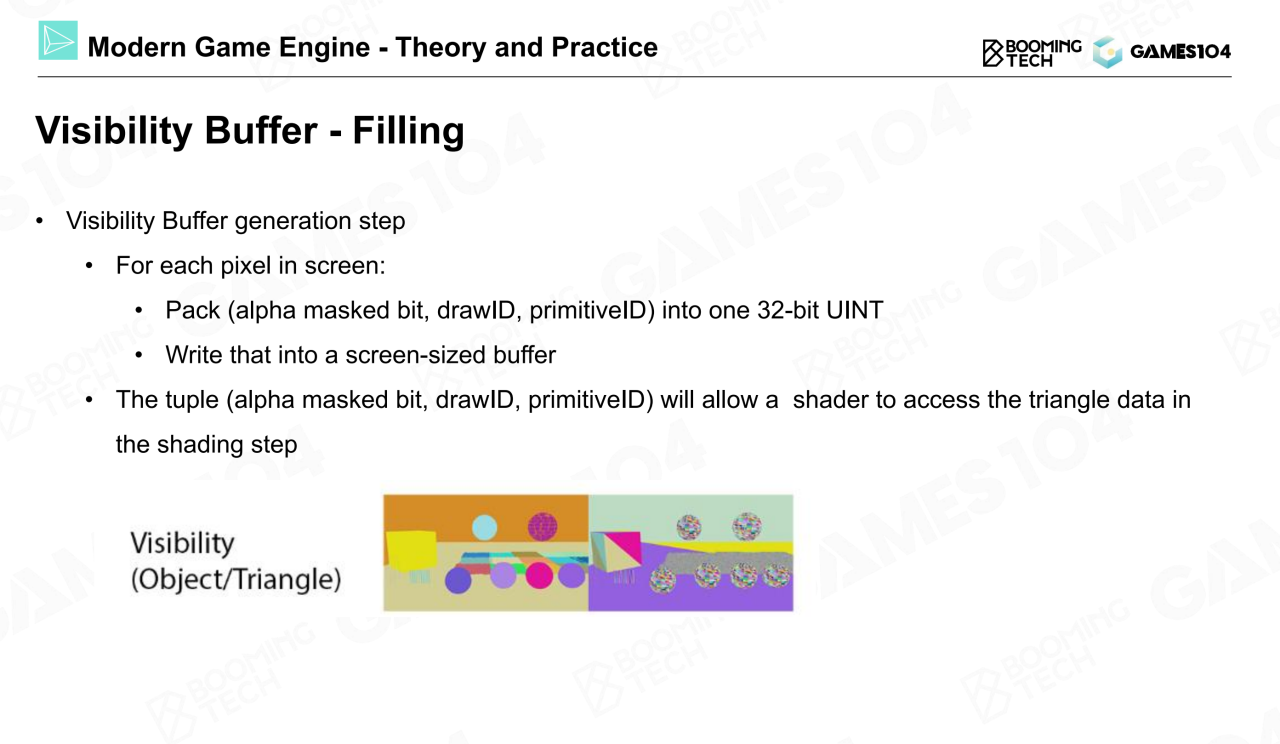 Modern Game Engine - Theory and Practice
BOOMING
TECH
GAMES104
Visibility Buffer - Filling
• Visibility Buffer generation step
• For each pixel in screen:
• Pack (alpha masked bit, drawID, primitiveID) into one 32-bit UINT
• Write that into a screen-sized buffer
• The tuple (alpha masked bit, drawID, primitiveID) will allow a  shader to access the triangle data in
the shading step
Visibility
(Object/Triangle)